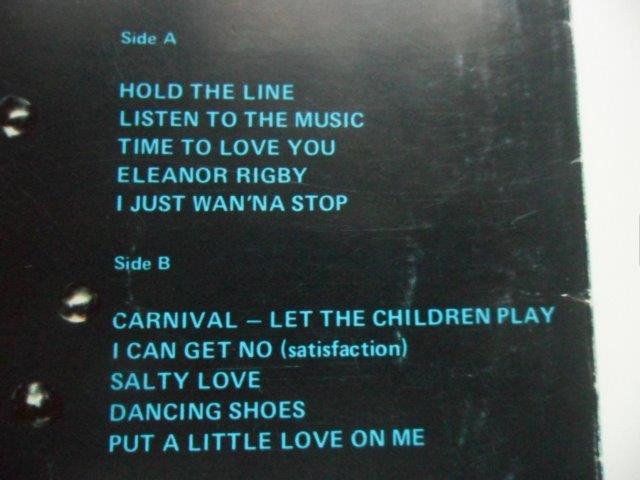 Side A
HOLD THE LINE
LISTEN TO THE MUSIC
TIME TO LOVE YOU
ELEANOR RIGBY
I JUST WAN'NA STOP
Side B
CARNIVAL – LET THE CHILDREN PLAY
I CAN GET NO (satisfaction)
SALTY LOVE
DANCING SHOES
PUT A LITTLE LOVE ON ME